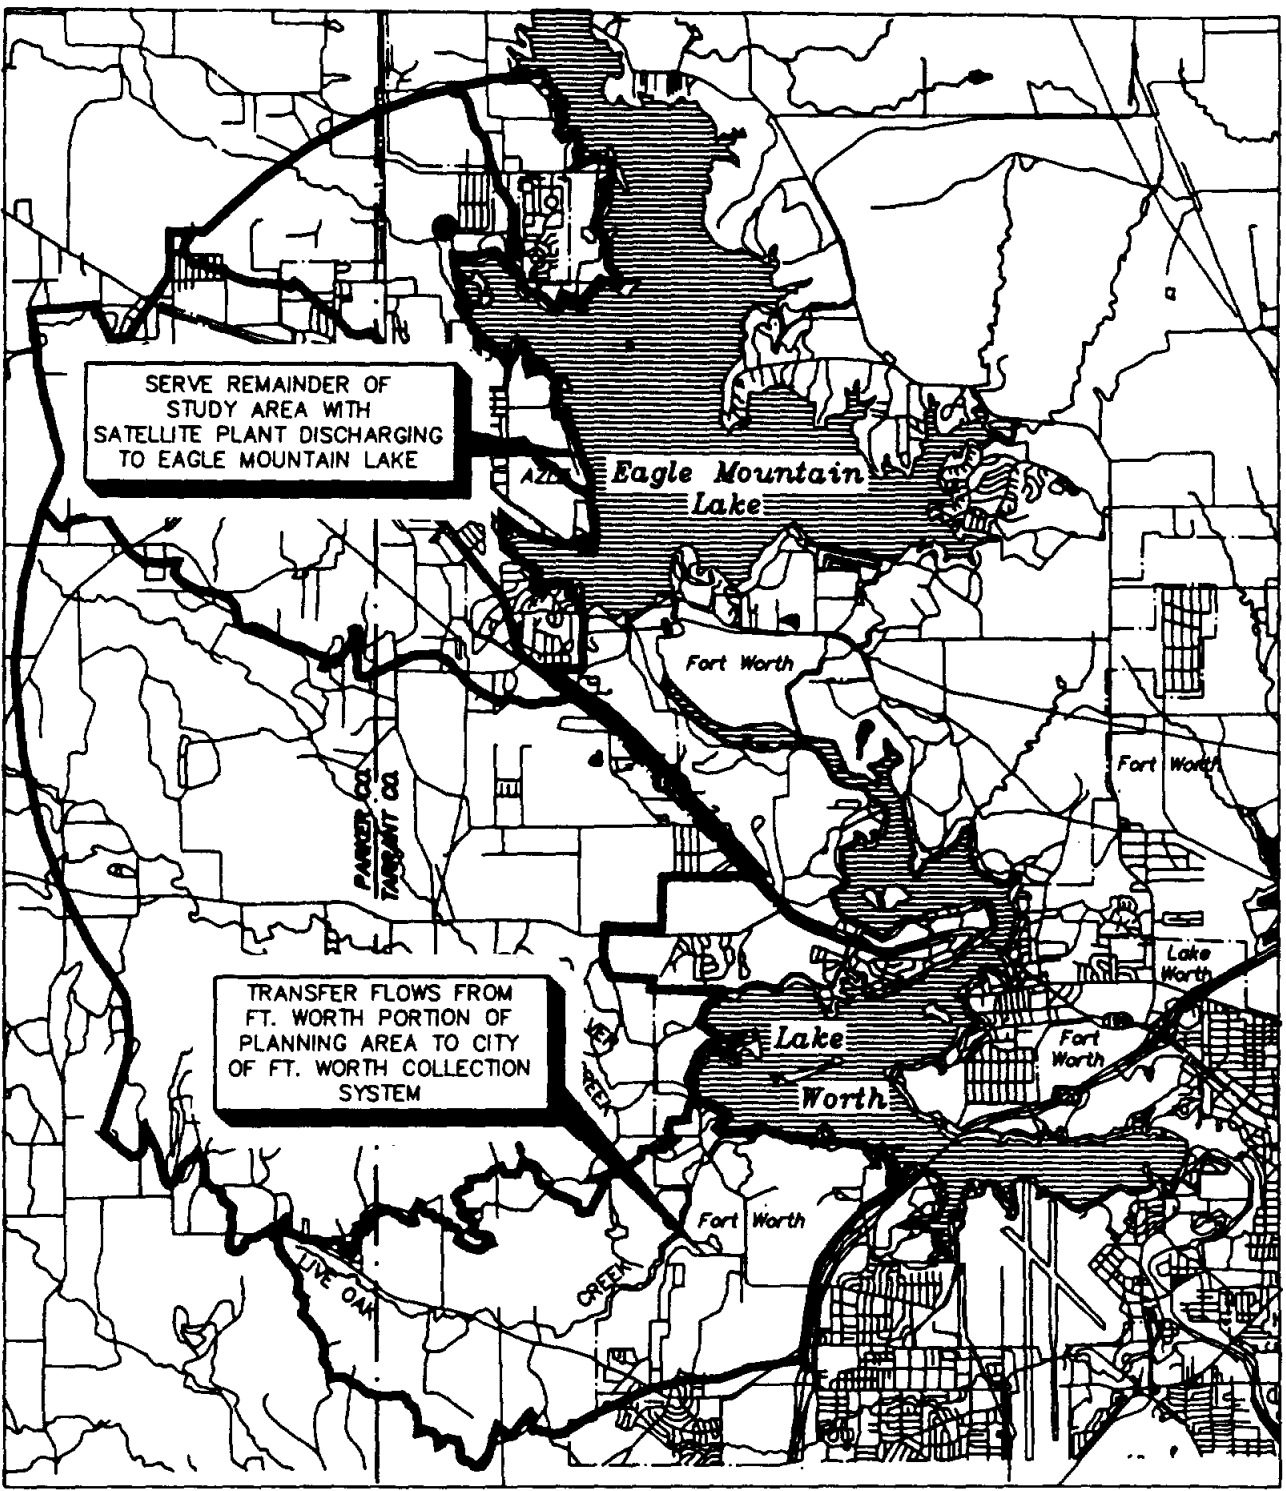 SERVE REMAINDER OF
STUDY AREA WITH
SATELLITE PLANT DISCHARGING
TO EAGLE MOUNTAIN LAKE
Eagle Mountain
Lake
Fort Worth
Fort Worth
PARKER CO.
TARRANT CO.
Lake
Worth
TRANSFER FLOWS FROM
FT. WORTH PORTION OF
PLANNING AREA TO CITY
OF FT. WORTH COLLECTION
SYSTEM
Lake
Worth
Fort
Worth
Fort Worth
LIVE OAK
CREEK